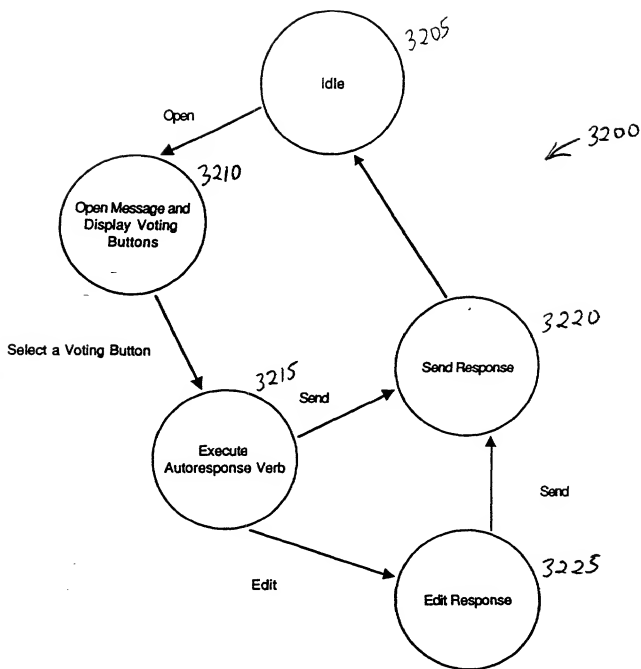 3205
Idle
Open
3200
3210
Open Message and
Display Voting
Buttons
3220
Select a Voting Button
Send Response
3215
Send
Execute
Autoresponse Verb
Send
3225
Edit
Edit Response